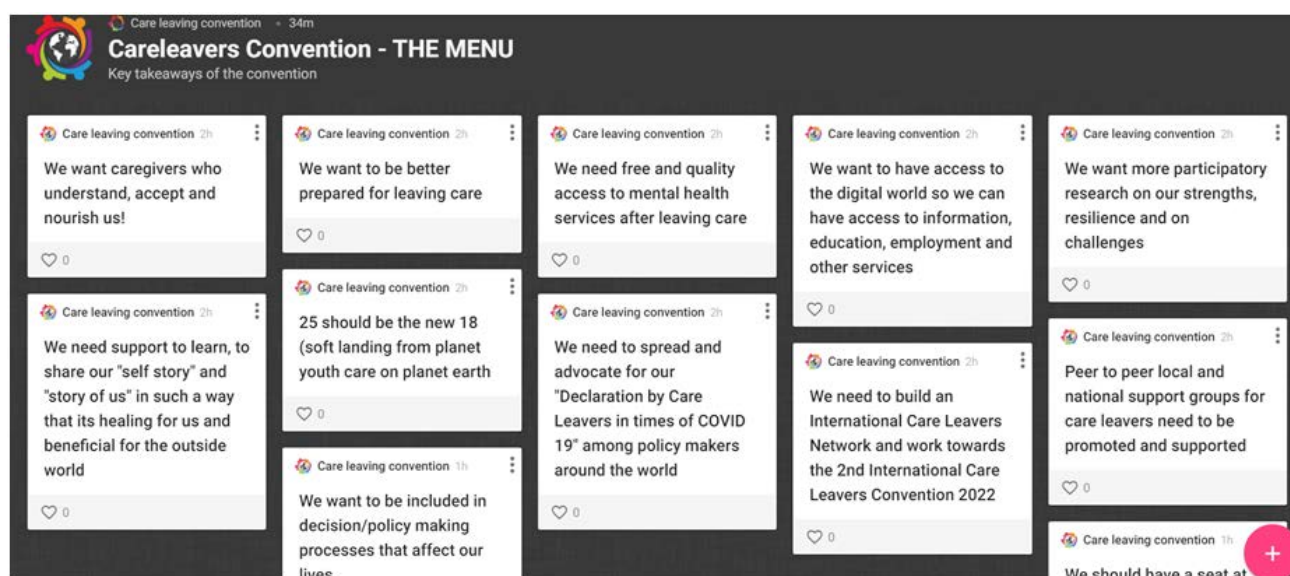 Care leaving convention • 34m
Careleavers Convention - THE MENU
Key takeaways of the convention
Care leaving convention 2h
We want caregivers who
understand, accept and
nourish us!
0
Care leaving convention 2h
We need support to learn, to
share our "self story" and
"story of us" in such a way
that its healing for us and
beneficial for the outside
world
0
Care leaving convention 2h
We want to be better
prepared for leaving care
0
Care leaving convention 2h
25 should be the new 18
(soft landing from planet
youth care on planet earth
0
Care leaving convention 1h
We want to be included in
decision/policy making
processes that affect our
lives
Care leaving convention 2h
We need free and quality
access to mental health
services after leaving care
0
Care leaving convention 2h
We need to spread and
advocate for our
"Declaration by Care
Leavers in times of COVID
19" among policy makers
around the world
0
Care leaving convention 2h
We want to have access to
the digital world so we can
have access to information,
education, employment and
other services
0
Care leaving convention 2h
We need to build an
International Care Leavers
Network and work towards
the 2nd International Care
Leavers Convention 2022
0
Care leaving convention 2h
We want more participatory
research on our strengths,
resilience and on
challenges
0
Care leaving convention 2h
Peer to peer local and
national support groups for
care leavers need to be
promoted and supported
0
Care leaving convention 1h
We should have a seat at